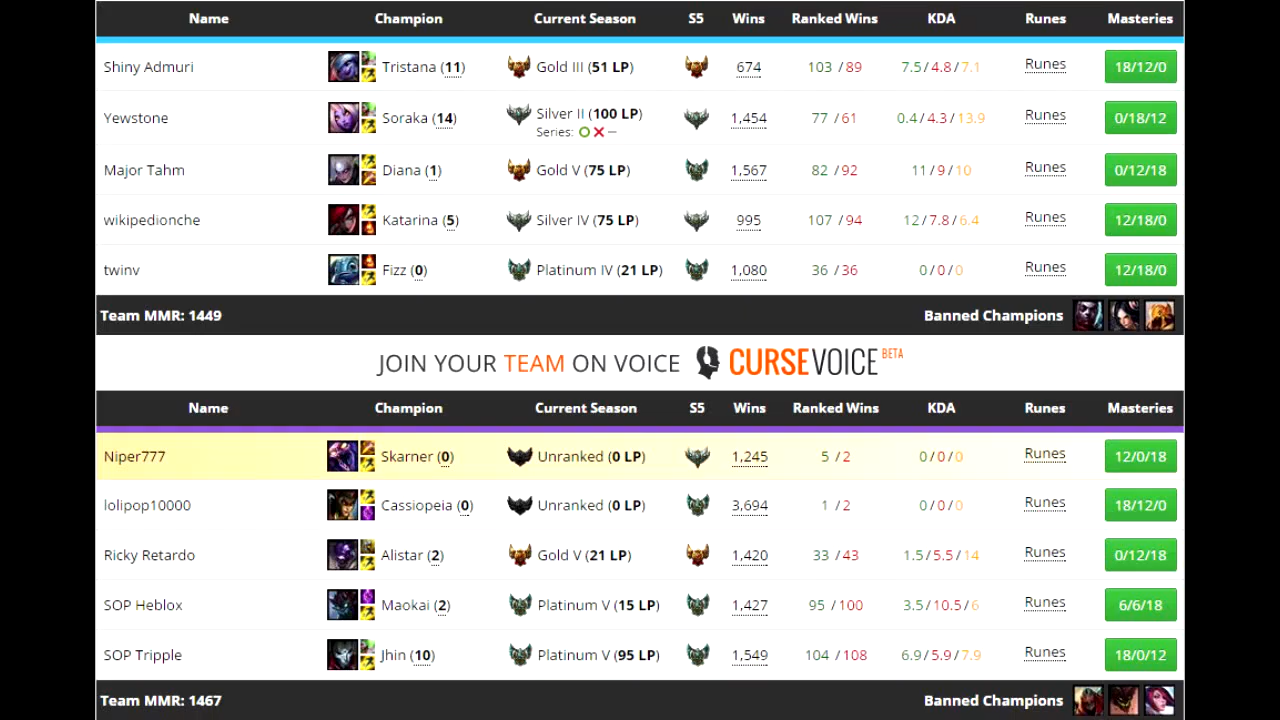 Name Champion Current Season S5 Wins Ranked Wins KDA Runes Masteries
Shiny Admuri Tristana (11) Gold III (51 LP) 674 103 / 89 7.5 / 4.8 / 7.1 Runes 18/12/0
Yewstone Soraka (14) Silver II (100 LP) 1,454 77 / 61 0.4 / 4.3 / 13.9 Runes 0/18/12
Series:
Major Tahm Diana (1) Gold V (75 LP) 1,567 82 / 92 11 / 9 / 10 Runes 0/12/18
wikipedionche Katarina (5) Silver IV (75 LP) 995 107 / 94 12 / 7.8 / 6.4 Runes 12/18/0
twinv Fizz (0) Platinum IV (21 LP) 1,080 36 / 36 0 / 0 / 0 Runes 12/18/0
Team MMR: 1449 Banned Champions
JOIN YOUR TEAM ON VOICE CURSEVOICE BETA
Name Champion Current Season S5 Wins Ranked Wins KDA Runes Masteries
Niper777 Skarner (0) Unranked (0 LP) 1,245 5 / 2 0 / 0 / 0 Runes 12/0/18
lolipop10000 Cassiopeia (0) Unranked (0 LP) 3,694 1 / 2 0 / 0 / 0 Runes 18/12/0
Ricky Retardo Alistar (2) Gold V (21 LP) 1,420 33 / 43 1.5 / 5.5 / 14 Runes 0/12/18
SOP Heblox Maokai (2) Platinum V (15 LP) 1,427 95 / 100 3.5 / 10.5 / 6 Runes 6/6/18
SOP Tripple Jhin (10) Platinum V (95 LP) 1,549 104 / 108 6.9 / 5.9 / 7.9 Runes 18/0/12
Team MMR: 1467 Banned Champions